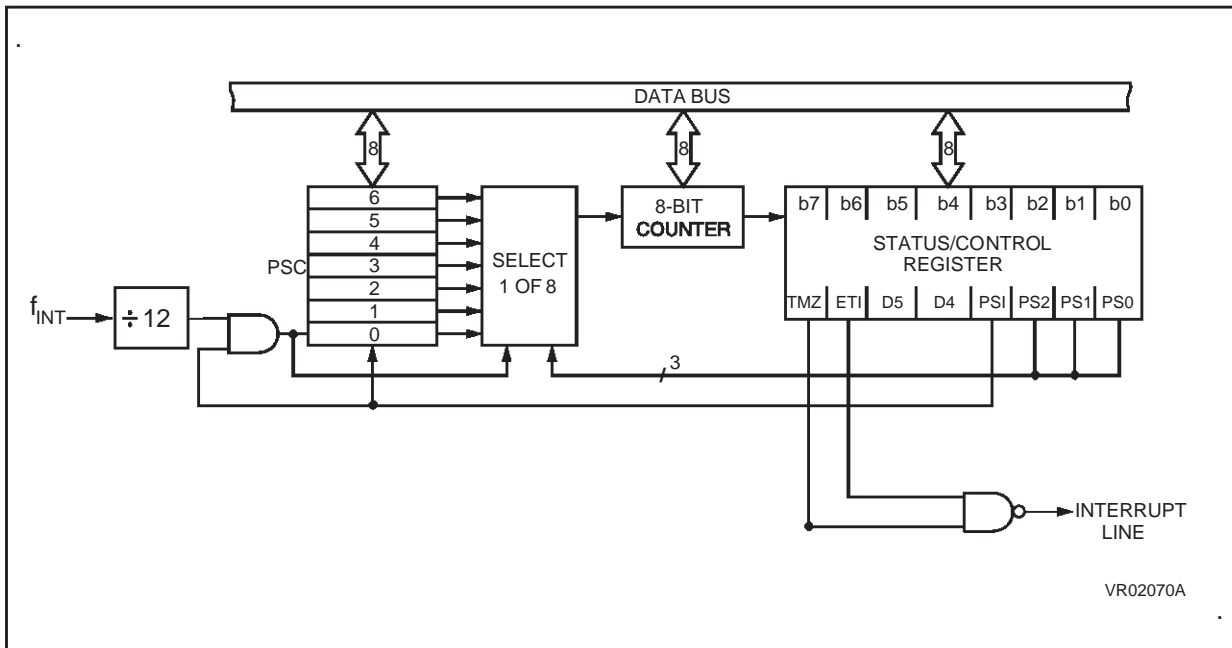 DATA BUS
8 8 8
6
5
4
3
2
1
0
PSC
SELECT
1 OF 8
8-BIT
COUNTER
b7 b6 b5 b4 b3 b2 b1 b0
STATUS/CONTROL
REGISTER
TMZ ETI D5 D4 PSI PS2 PS1 PS0
fINT
÷ 12
3
INTERRUPT
LINE
VR02070A